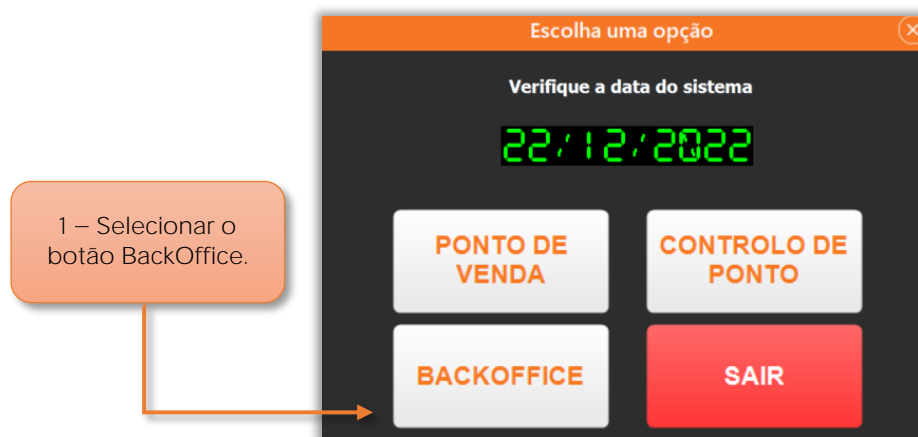 Escolha uma opção
Verifique a data do sistema
22/12/2022
1 – Selecionar o
botão BackOffice.
PONTO DE
VENDA
CONTROLO DE
PONTO
BACKOFFICE
SAIR